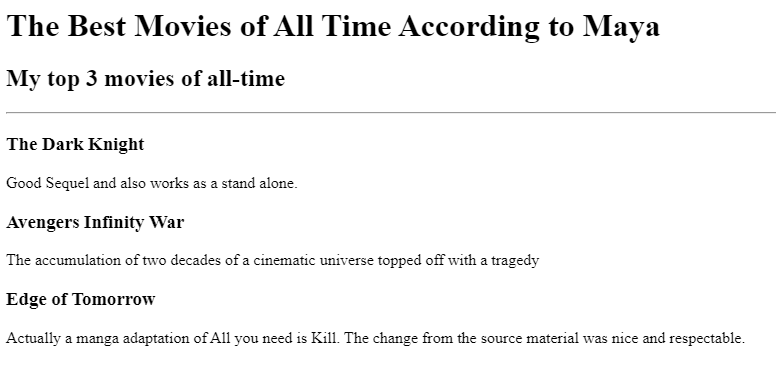 The Best Movies of All Time According to Maya
My top 3 movies of all-time
The Dark Knight
Good Sequel and also works as a stand alone.
Avengers Infinity War
The accumulation of two decades of a cinematic universe topped off with a tragedy
Edge of Tomorrow
Actually a manga adaptation of All you need is Kill. The change from the source material was nice and respectable.